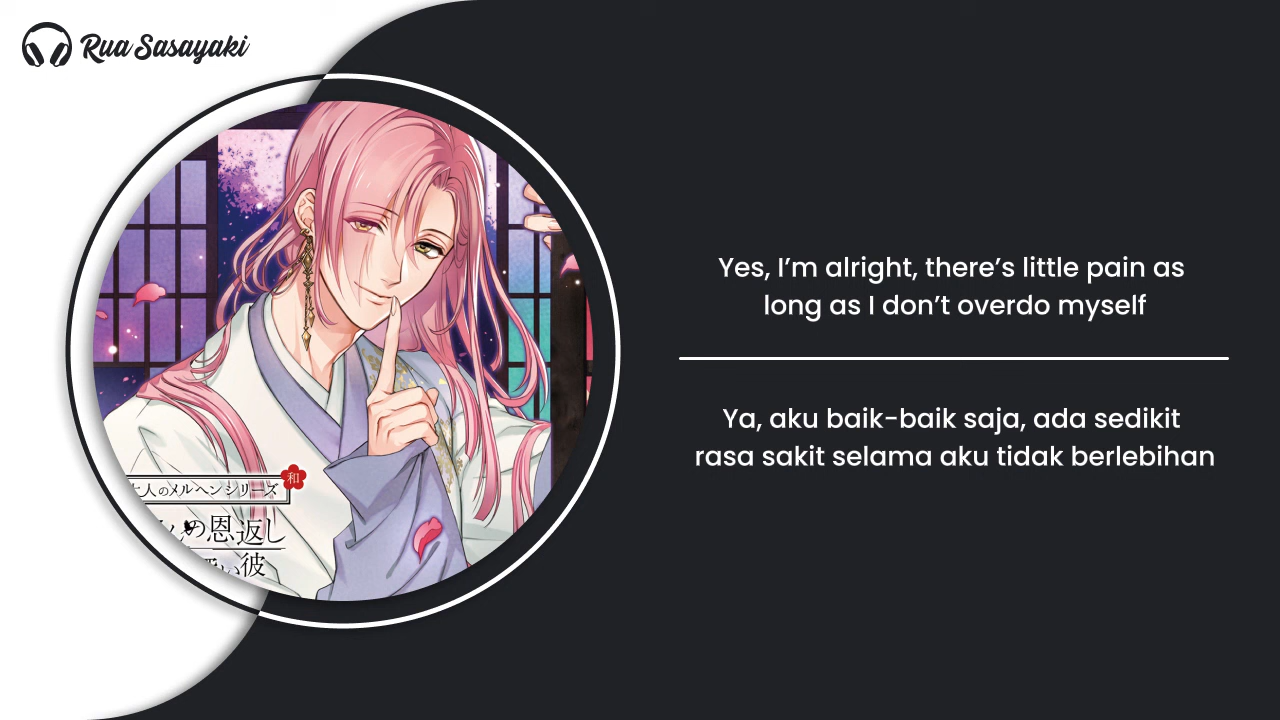 Rua Sasayaki
Yes, I’m alright, there’s little pain as
long as I don’t overdo myself
Ya, aku baik-baik saja, ada sedikit
rasa sakit selama aku tidak berlebihan
和
人のメルヘンシリーズ
の恩返し
い彼